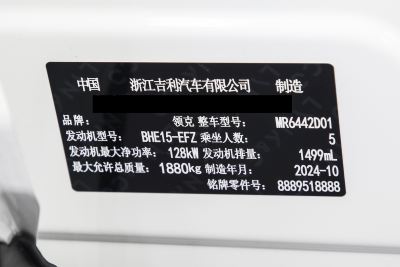 中国 浙江吉利汽车有限公司 制造
品牌: 领克 整车型号: MR6442D01
发动机型号: BHE15-EFZ 乘坐人数: 5
发动机最大净功率: 128kW 发动机排量: 1499mL
最大允许总质量: 1880kg 制造年月: 2024-10
铭牌零件号: 8889518888